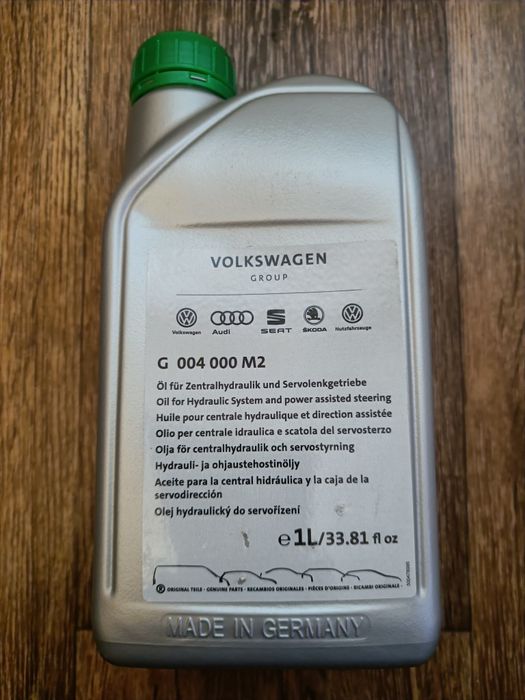 VOLKSWAGEN
GROUP
Volkswagen Audi SEAT ŠKODA Nutzfahrzeuge
G 004 000 M2
Öl für Zentralhydraulik und Servolenkgetriebe
Oil for Hydraulic System and power assisted steering
Huile pour centrale hydraulique et direction assistée
Olio per centrale idraulica e scatola del servosterzo
Olja för centralhydraulik och servostyrning
Hydrauli- ja ohjaustehostinöljy
Aceite para la central hidráulica y la caja de la
servodirección
Olej hydraulický do servořízení
e 1L/33.81 fl oz
ORIGINAL TEILE · GENUINE PARTS · RECAMBIOS ORIGINALES · PIÈCES D'ORIGINE · RICAMBI ORIGINALE ·
MADE IN GERMANY